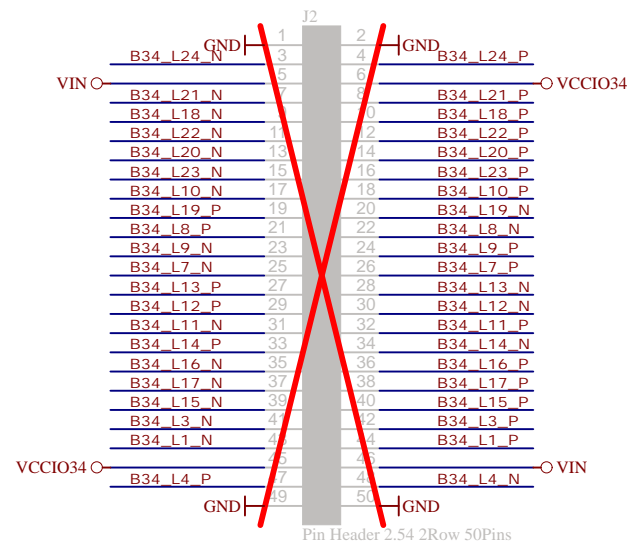 J2
GND 1 2 GND
B34_L24_N 3 4 B34_L24_P
VIN 5 6 VCCIO34
B34_L21_N 7 8 B34_L21_P
B34_L18_N 9 10 B34_L18_P
B34_L22_N 11 12 B34_L22_P
B34_L20_N 13 14 B34_L20_P
B34_L23_N 15 16 B34_L23_P
B34_L10_N 17 18 B34_L10_P
B34_L19_P 19 20 B34_L19_N
B34_L8_P 21 22 B34_L8_N
B34_L9_N 23 24 B34_L9_P
B34_L7_N 25 26 B34_L7_P
B34_L13_P 27 28 B34_L13_N
B34_L12_P 29 30 B34_L12_N
B34_L11_N 31 32 B34_L11_P
B34_L14_P 33 34 B34_L14_N
B34_L16_N 35 36 B34_L16_P
B34_L17_N 37 38 B34_L17_P
B34_L15_N 39 40 B34_L15_P
B34_L3_N 41 42 B34_L3_P
B34_L1_N 43 44 B34_L1_P
VCCIO34 45 46 VIN
B34_L4_P 47 48 B34_L4_N
GND 49 50 GND
Pin Header 2.54 2Row 50Pins